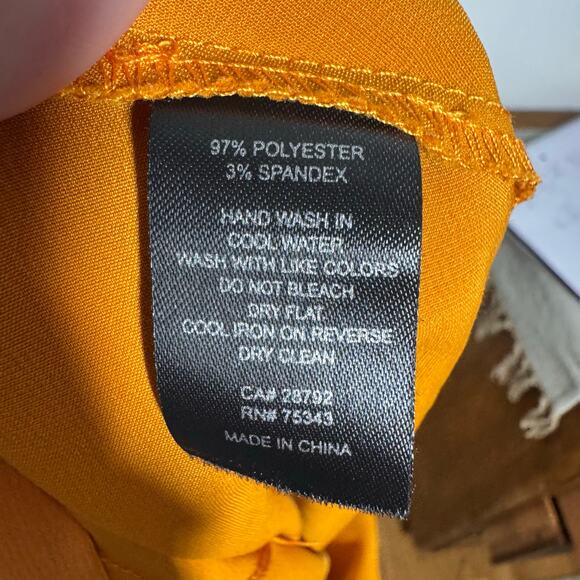 97% POLYESTER
3% SPANDEX
HAND WASH IN
COOL WATER
WASH WITH LIKE COLORS
DO NOT BLEACH
DRY FLAT
COOL IRON ON REVERSE
DRY CLEAN
CA# 28792
RN# 75343
MADE IN CHINA